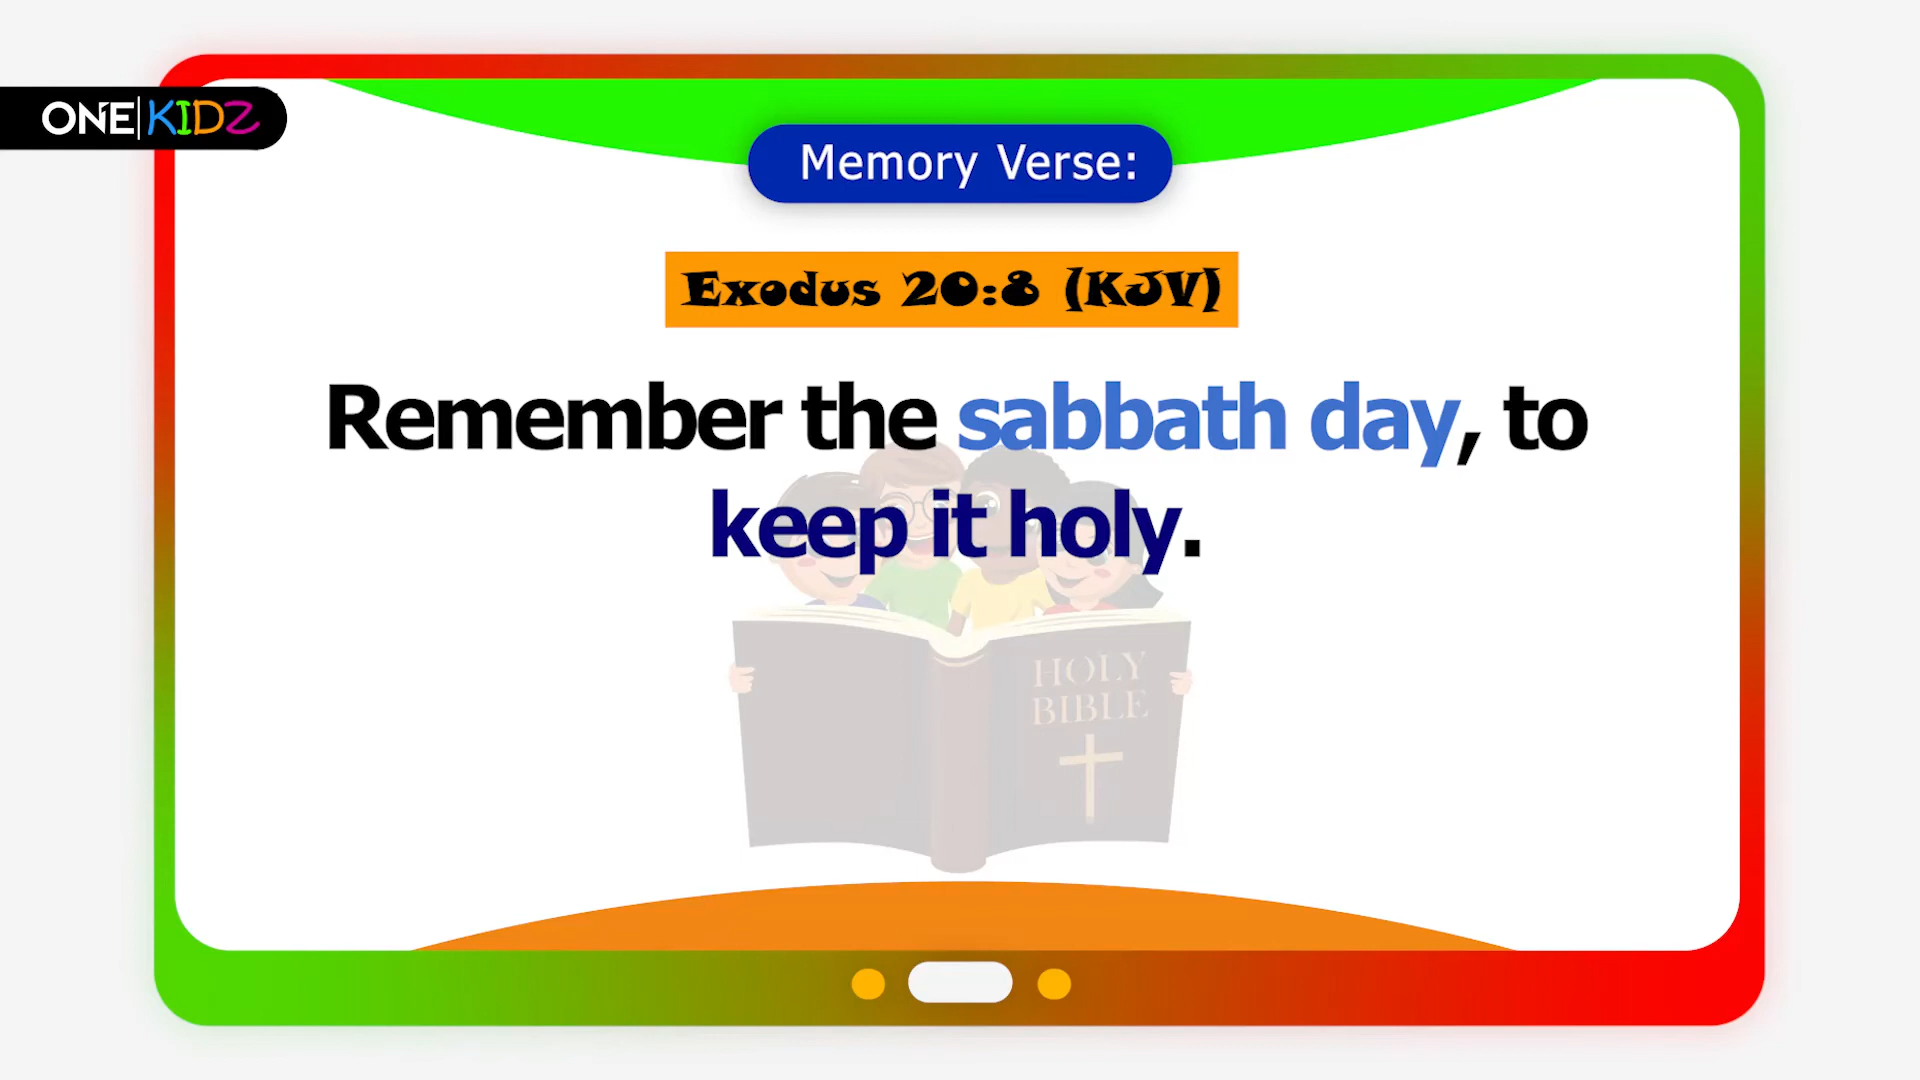 ONE|KIDZ
Memory Verse:
Exodus 20:8 (KJV)
Remember the sabbath day, to
keep it holy.
HOLY
BIBLE